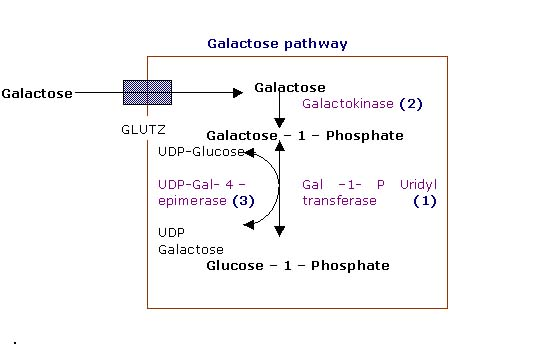 Galactose pathway
Galactose
Galactose
Galactokinase (2)
GLUTZ
Galactose – 1 – Phosphate
UDP-Glucose
UDP-Gal- 4 – epimerase (3)
Gal –1- P Uridyl transferase (1)
UDP
Galactose
Glucose – 1 – Phosphate